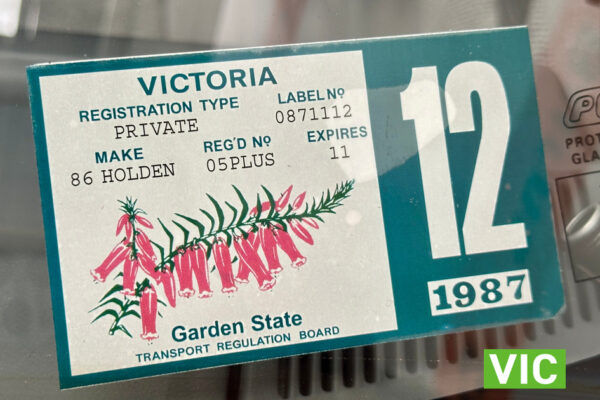 VICTORIA
REGISTRATION TYPE LABEL Nº
PRIVATE 0871112
MAKE REG'D Nº EXPIRES
86 HOLDEN 05PLUS 11
Garden State
TRANSPORT REGULATION BOARD
12
1987
VIC